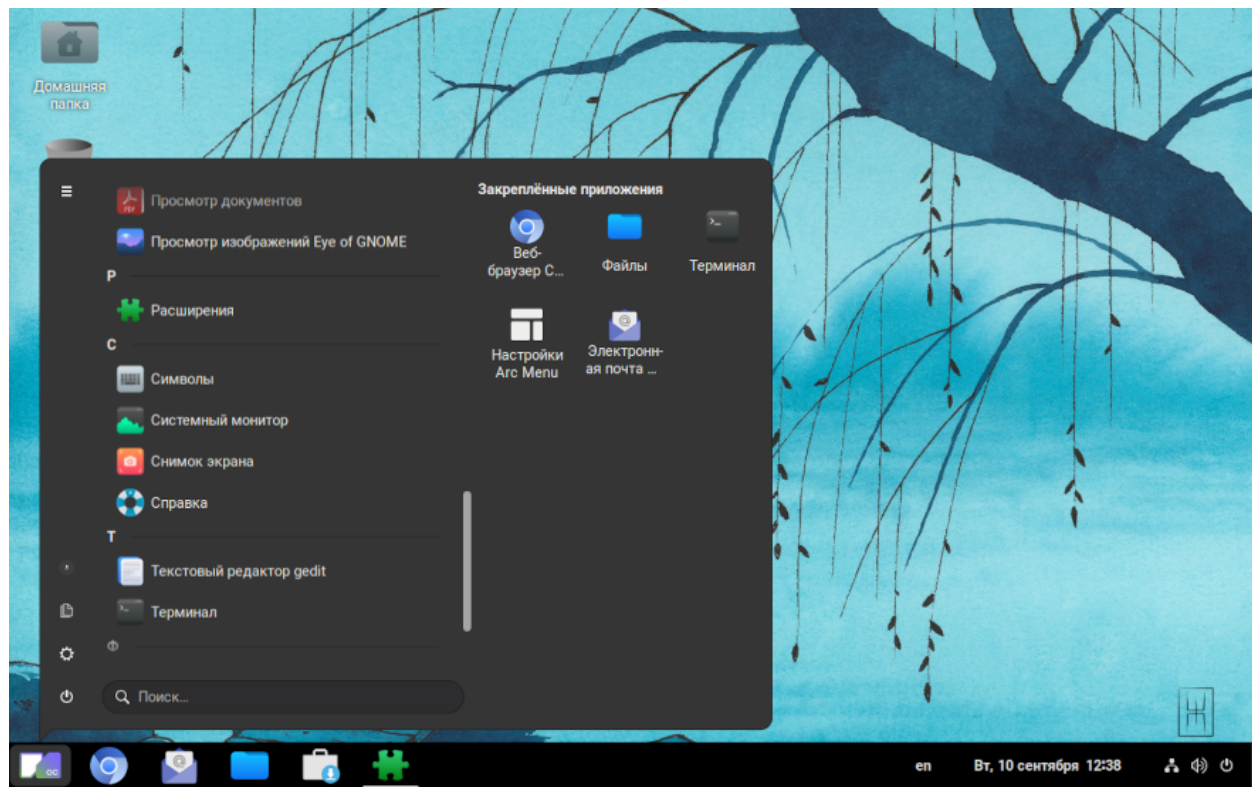 Домашняя
папка
Просмотр документов
Просмотр изображений Eye of GNOME
Р
Расширения
С
Символы
Системный монитор
Снимок экрана
Справка
Т
Текстовый редактор gedit
Терминал
Ф
Поиск...
Закреплённые приложения
Веб-
браузер C...
Файлы
Терминал
Настройки
Arc Menu
Электронн-
ая почта ...
ОС
en
Вт, 10 сентября 12:38